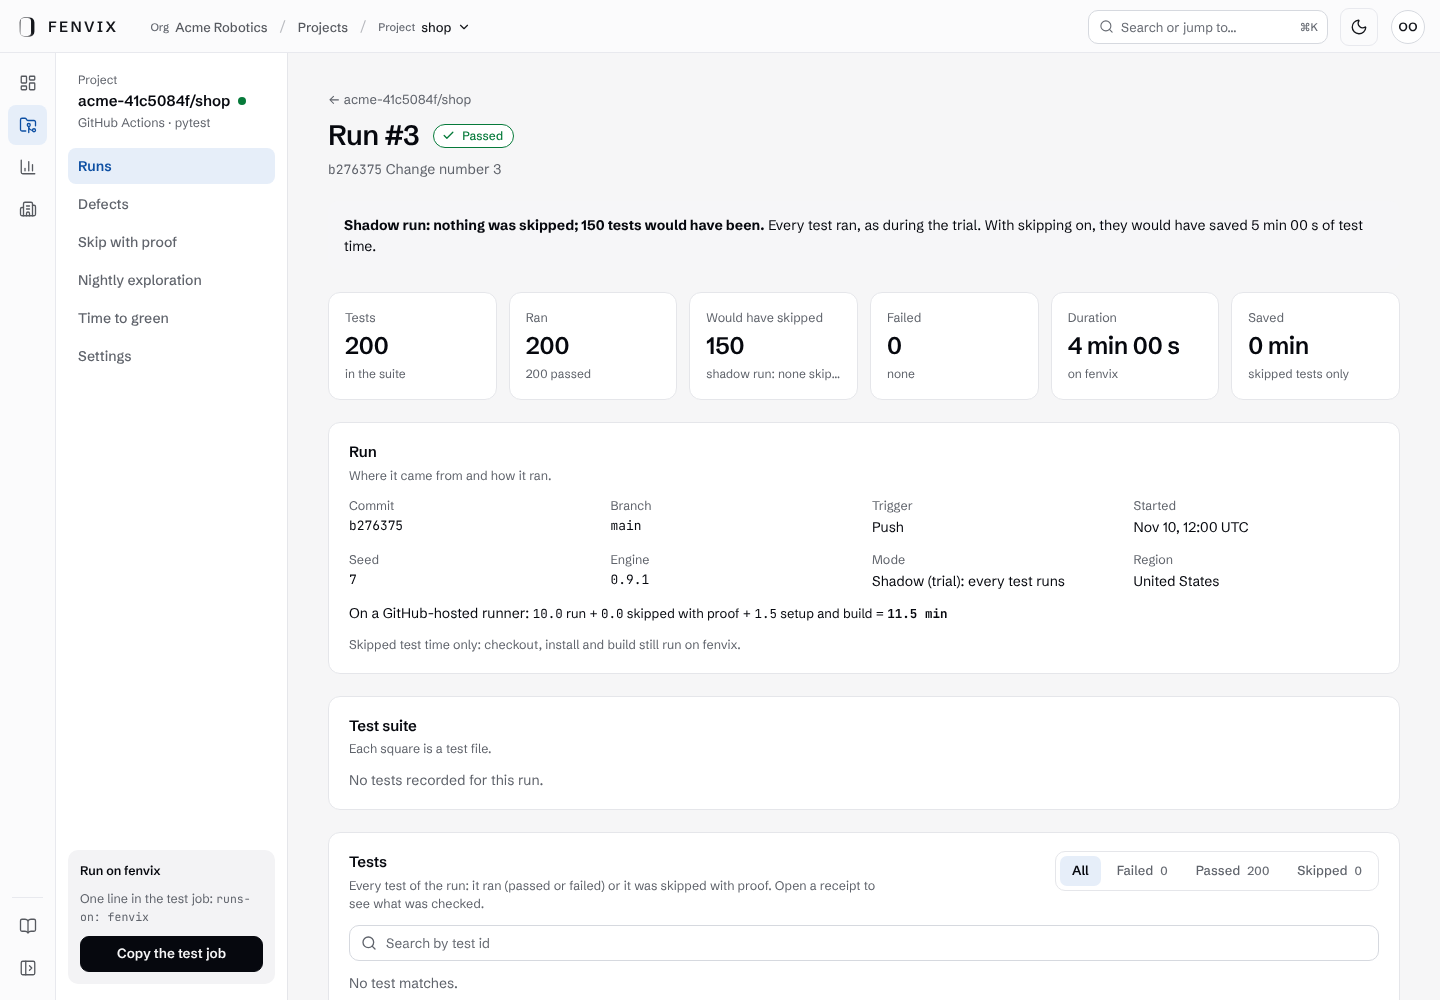 FENVIX
Org Acme Robotics / Projects / Project shop
Search or jump to... ⌘K
OO
Project
acme-41c5084f/shop
GitHub Actions · pytest
Runs
Defects
Skip with proof
Nightly exploration
Time to green
Settings
Run on fenvix
One line in the test job: runs-
on: fenvix
Copy the test job
← acme-41c5084f/shop
Run #3 Passed
b276375 Change number 3
Shadow run: nothing was skipped; 150 tests would have been. Every test ran, as during the trial. With skipping on, they would have saved 5 min 00 s of test
time.
Tests
200
in the suite
Ran
200
200 passed
Would have skipped
150
shadow run: none skip...
Failed
0
none
Duration
4 min 00 s
on fenvix
Saved
0 min
skipped tests only
Run
Where it came from and how it ran.
Commit
b276375
Branch
main
Trigger
Push
Started
Nov 10, 12:00 UTC
Seed
7
Engine
0.9.1
Mode
Shadow (trial): every test runs
Region
United States
On a GitHub-hosted runner: 10.0 run + 0.0 skipped with proof + 1.5 setup and build = 11.5 min
Skipped test time only: checkout, install and build still run on fenvix.
Test suite
Each square is a test file.
No tests recorded for this run.
Tests
Every test of the run: it ran (passed or failed) or it was skipped with proof. Open a receipt to
see what was checked.
All Failed 0 Passed 200 Skipped 0
Search by test id
No test matches.